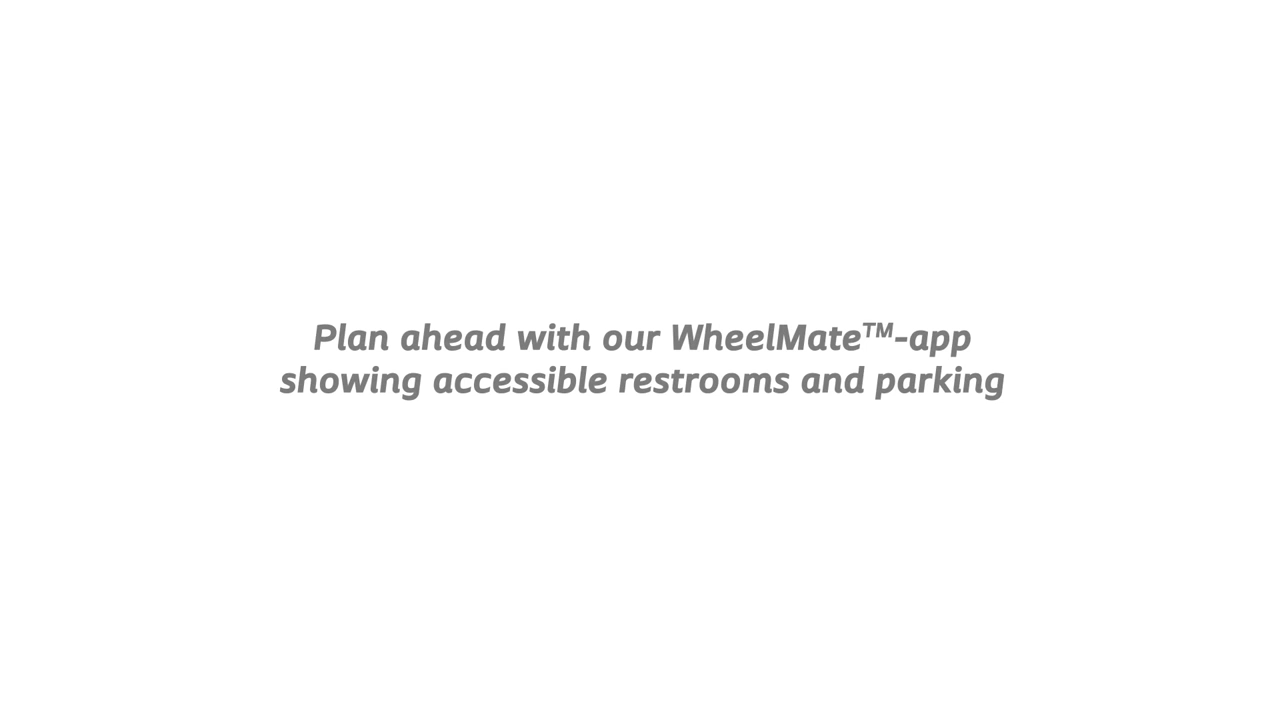 Plan ahead with our WheelMate™-app
showing accessible restrooms and parking